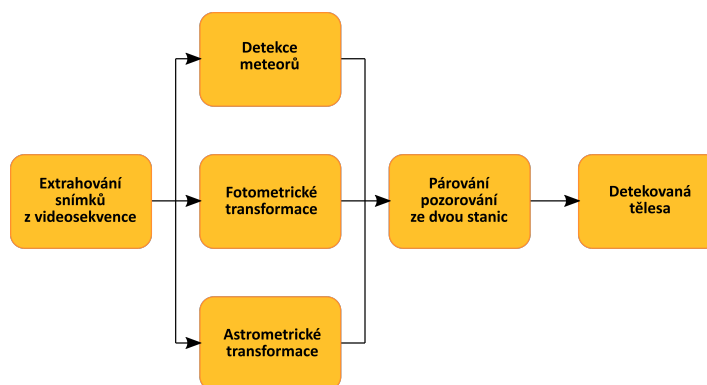 Detekce
meteorů
Extrahování
snímků
z videosekvence
Fotometrické
transformace
Párování
pozorování
ze dvou stanic
Detekovaná
tělesa
Astrometrické
transformace